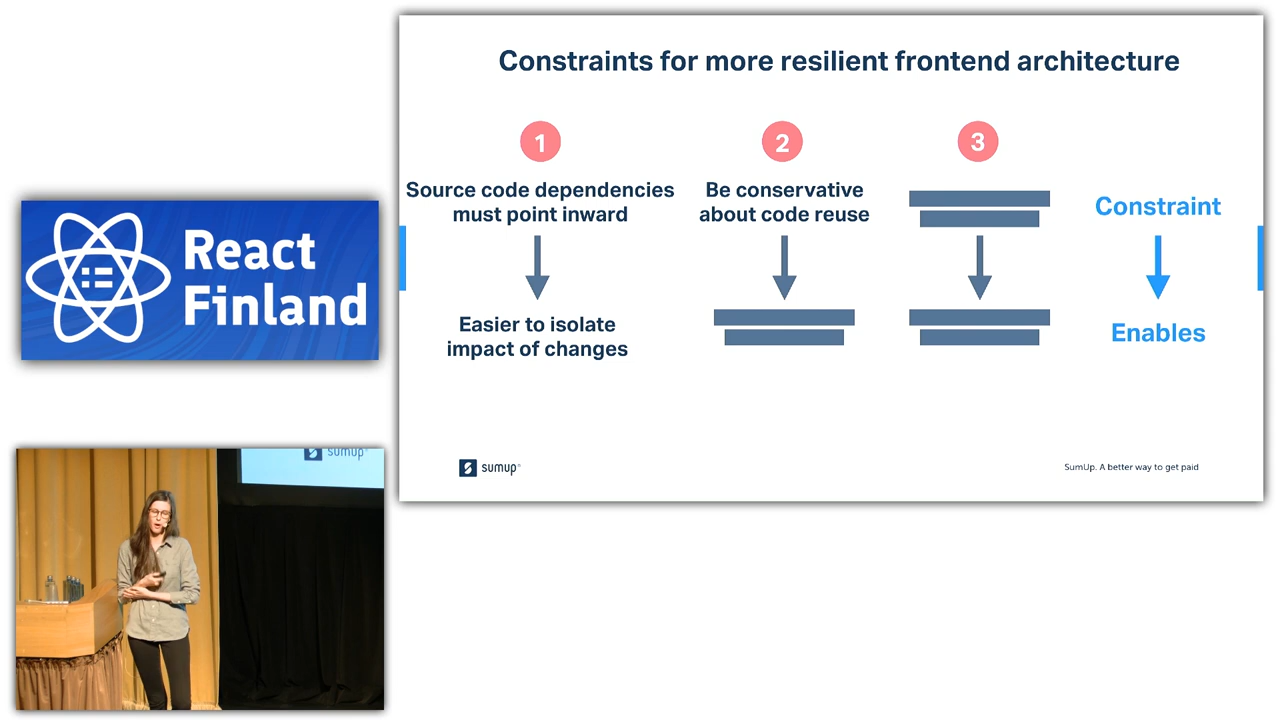 Constraints for more resilient frontend architecture
1
2
3
Source code dependencies
must point inward
Be conservative
about code reuse
Constraint
Easier to isolate
impact of changes
Enables
sumup
SumUp. A better way to get paid
React
Finland
sumup